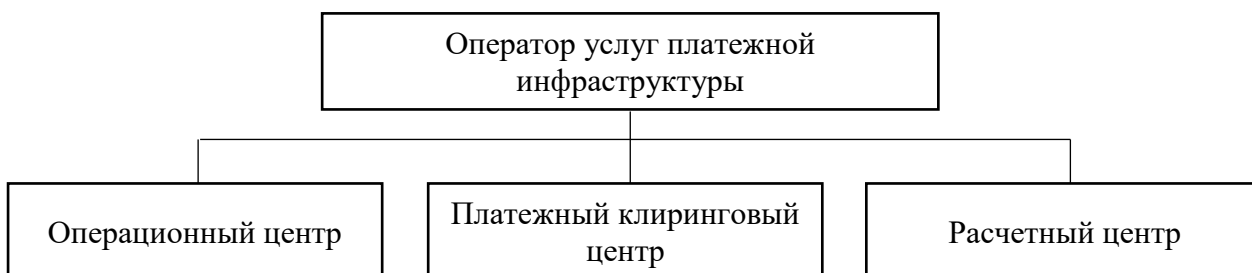 Оператор услуг платежной
инфраструктуры
Операционный центр
Платежный клиринговый
центр
Расчетный центр